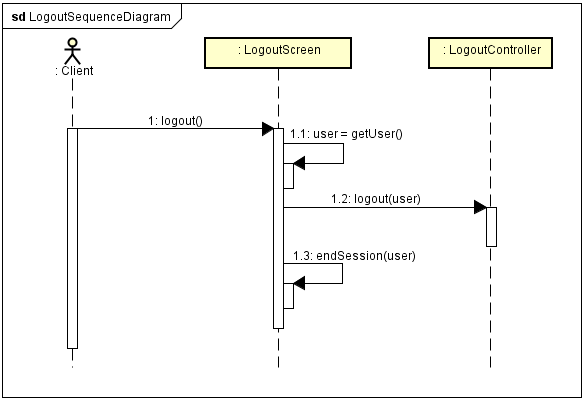 sd LogoutSequenceDiagram
: Client
: LogoutScreen
: LogoutController
1: logout()
1.1: user = getUser()
1.2: logout(user)
1.3: endSession(user)